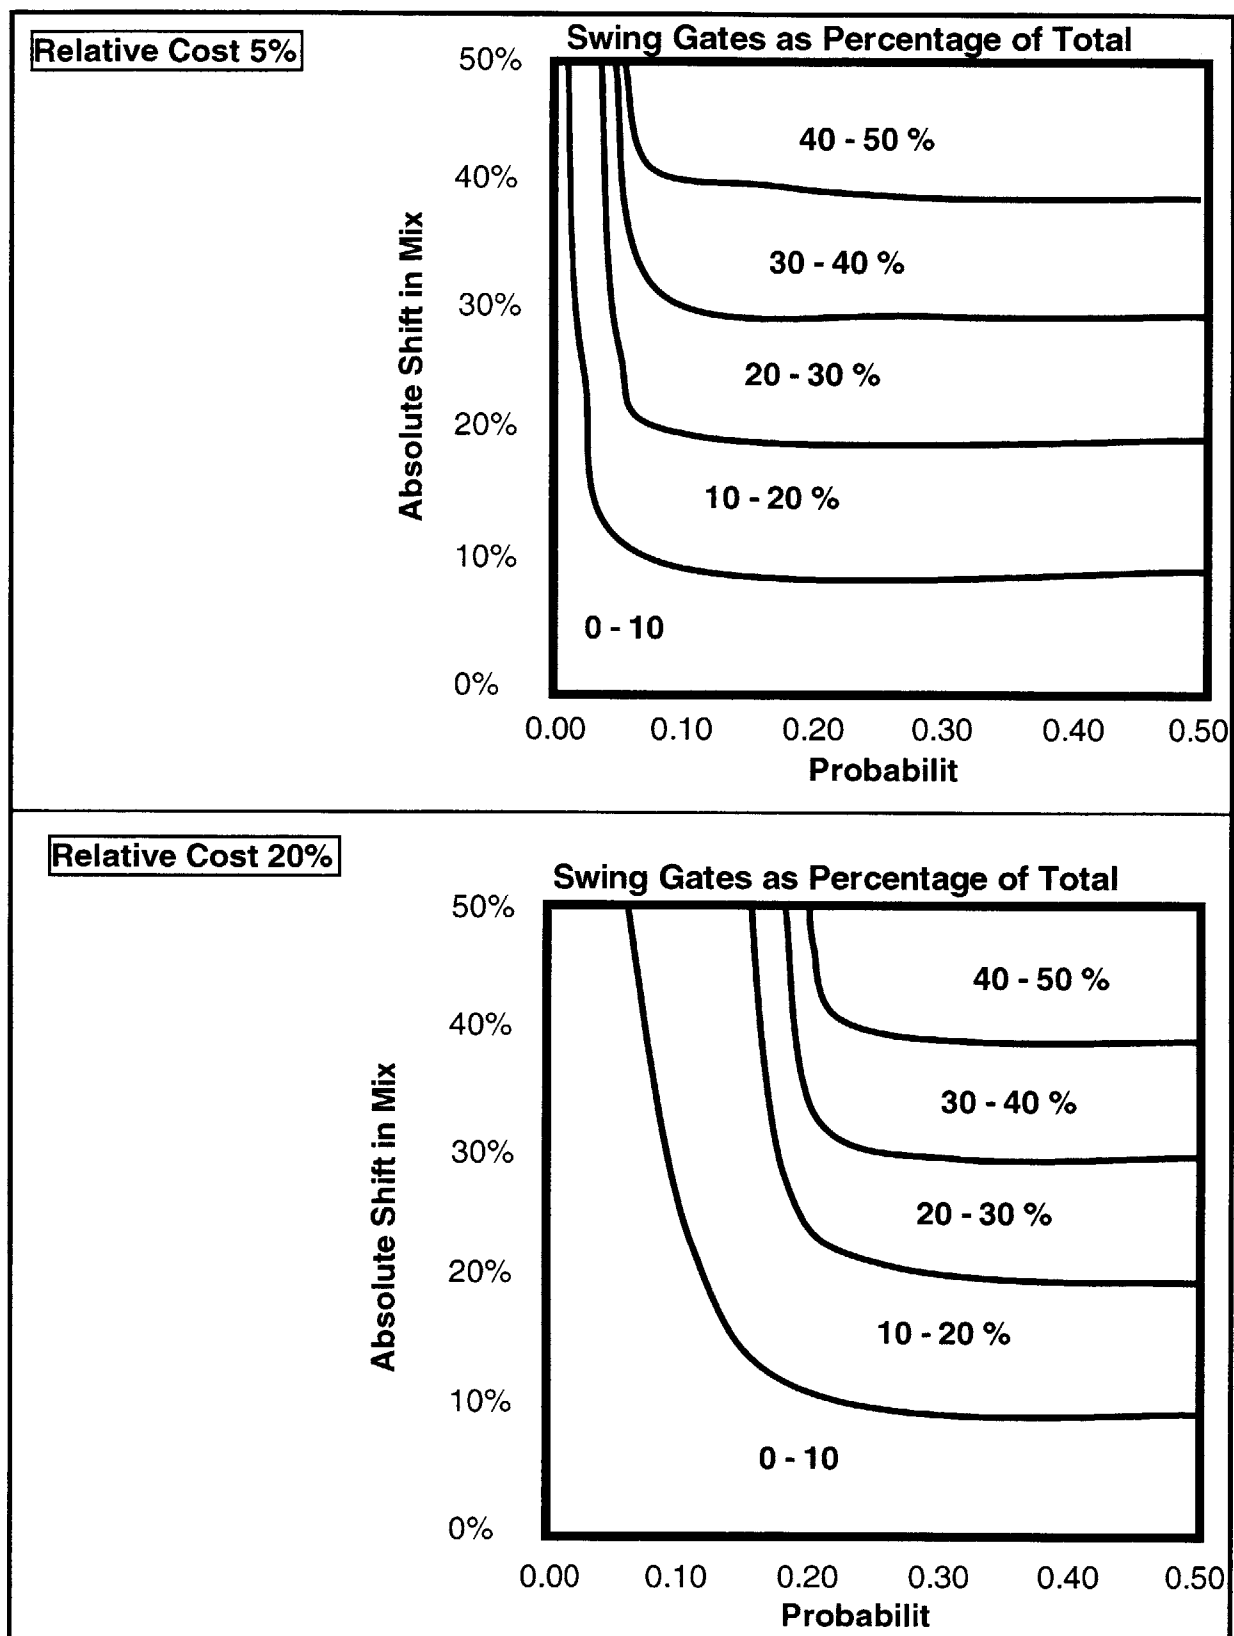 Relative Cost 5%
Swing Gates as Percentage of Total
50%
40 - 50 %
40%
30 - 40 %
30%
20 - 30 %
20%
10 - 20 %
10%
0 - 10
0%
Absolute Shift in Mix
0.00 0.10 0.20 0.30 0.40 0.50
Probabilit
Relative Cost 20%
Swing Gates as Percentage of Total
50%
40 - 50 %
40%
30 - 40 %
30%
20 - 30 %
20%
10 - 20 %
10%
0 - 10
0%
Absolute Shift in Mix
0.00 0.10 0.20 0.30 0.40 0.50
Probabilit